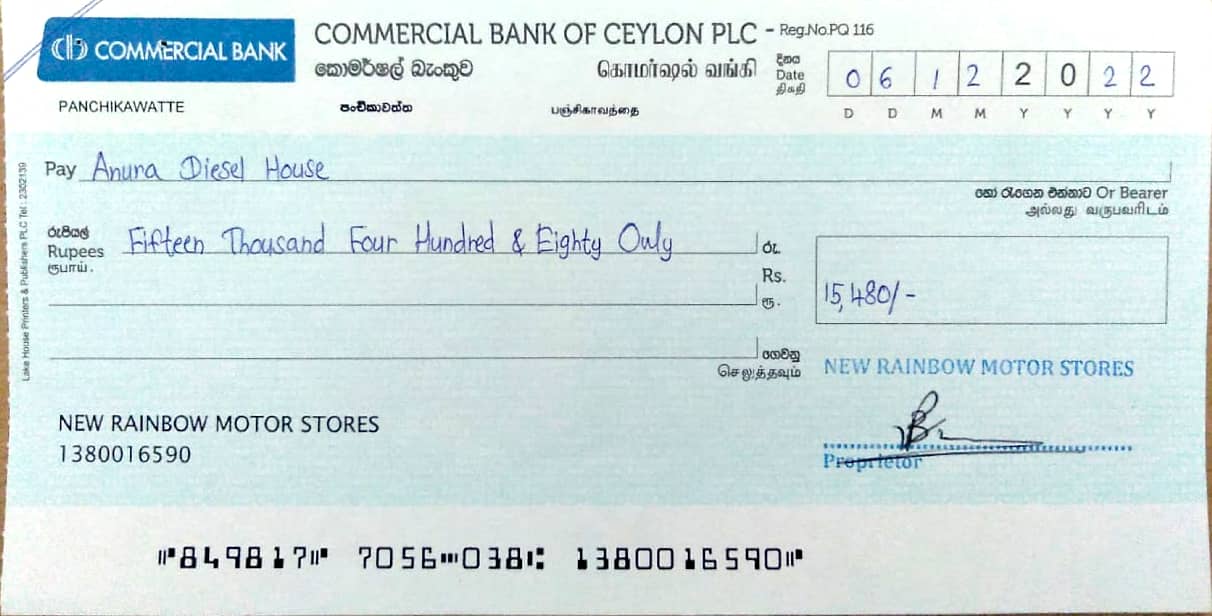 COMMERCIAL BANK
COMMERCIAL BANK OF CEYLON PLC - Reg.No.PQ 116
කොමර්ෂල් බැංකුව கொமர்ஷல் வங்கி
දිනය
Date
திகதி
0 6 1 2 2 0 2 2
D D M M Y Y Y Y
PANCHIKAWATTE පංචිකාවත්ත பஞ்சிகாவத்தை
Pay Anura Diesel House
හෝ රැගෙන එන්නාට Or Bearer
அல்லது வருபவரிடம்
රුපියල්
Rupees Fifteen Thousand Four Hundred & Eighty Only
ரூபாய்.
රු.
Rs.
ரூ.
15,480/-
ගෙවනු
செலுத்தவும்
NEW RAINBOW MOTOR STORES
Proprietor
NEW RAINBOW MOTOR STORES
1380016590
Lake House Printers & Publishers PLC Tel : 2302139
⑈849817⑈ 7056⑉038⑆ 1380016590⑈